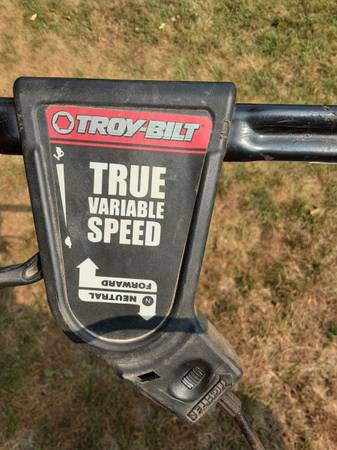 TROY-BILT
TRUE
VARIABLE
SPEED
N NEUTRAL
FORWARD